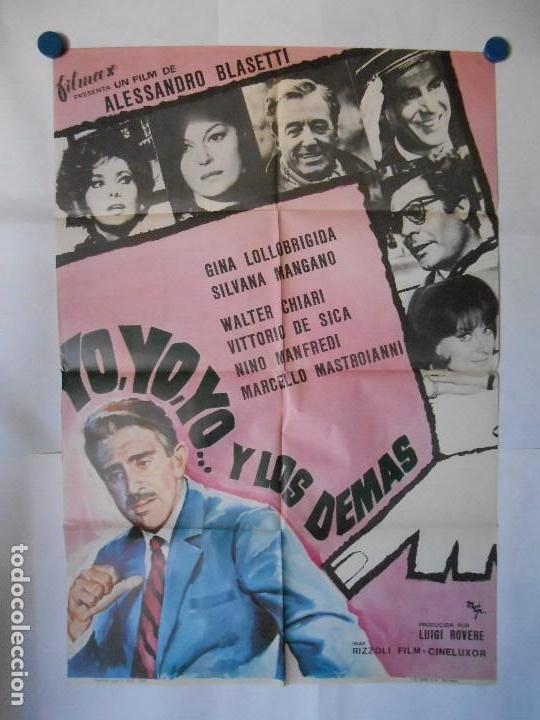 filmax
PRESENTA UN FILM DE
ALESSANDRO BLASETTI
GINA LOLLOBRIGIDA
SILVANA MANGANO
WALTER CHIARI
VITTORIO DE SICA
NINO MANFREDI
MARCELLO MASTROIANNI
YO, YO, YO... Y LOS DEMAS
PRODUCIDA POR
LUIGI ROVERE
RIZZOLI FILM - CINELUXOR
todocoleccion